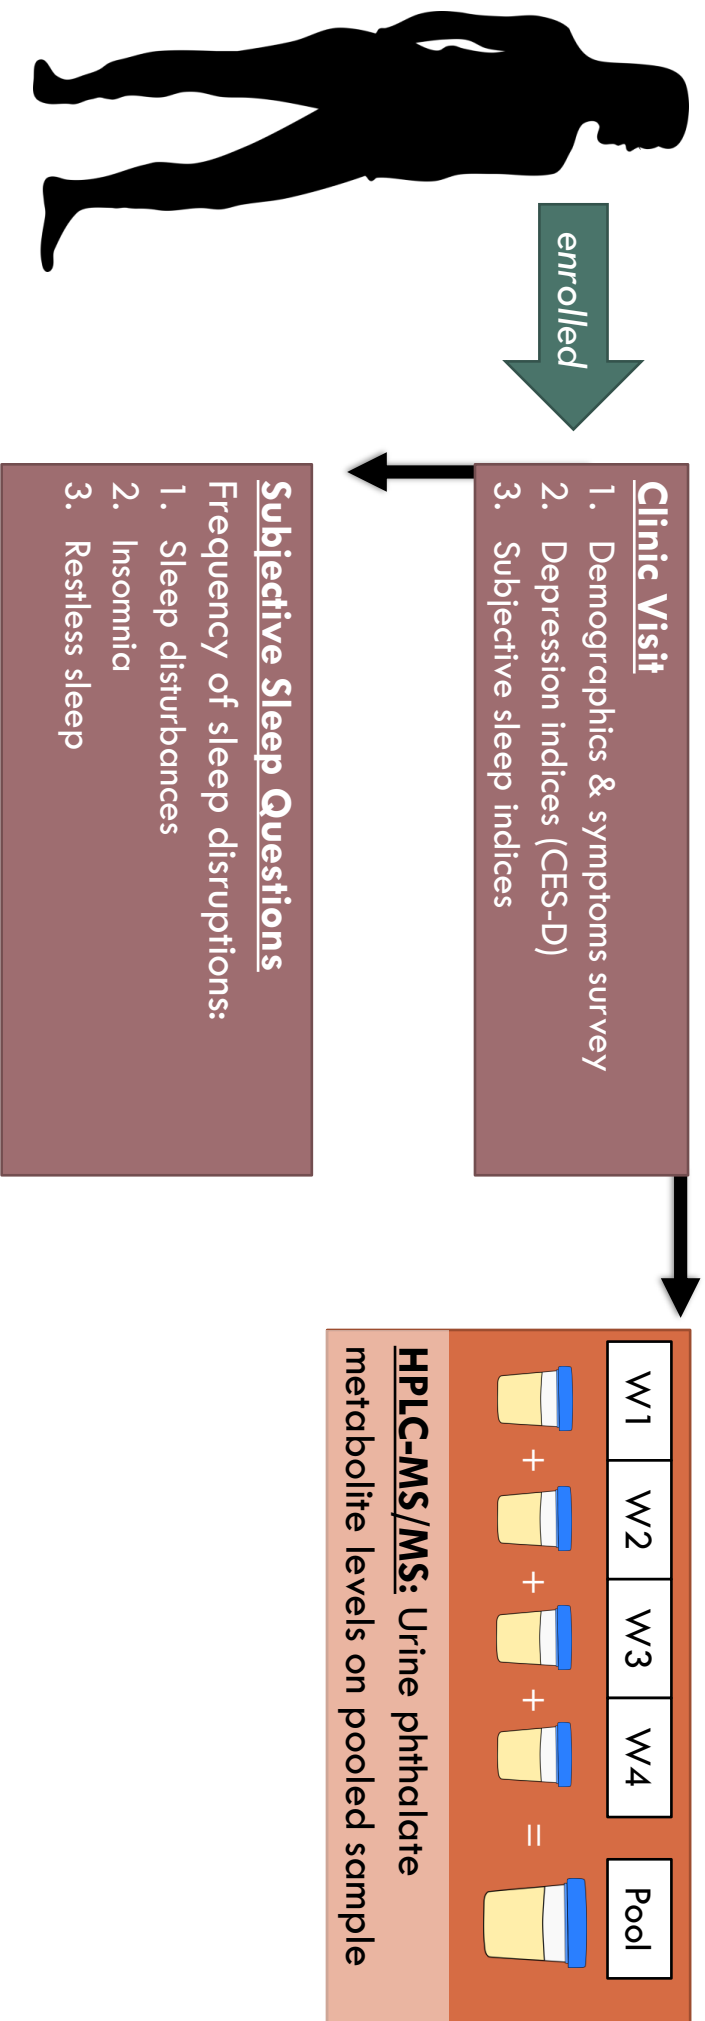 enrolled
Clinic Visit
1. Demographics & symptoms survey
2. Depression indices (CES-D)
3. Subjective sleep indices
Subjective Sleep Questions
Frequency of sleep disruptions:
1. Sleep disturbances
2. Insomnia
3. Restless sleep
W1 W2 W3 W4 Pool
+ + + =
HPLC-MS/MS: Urine phthalate
metabolite levels on pooled sample